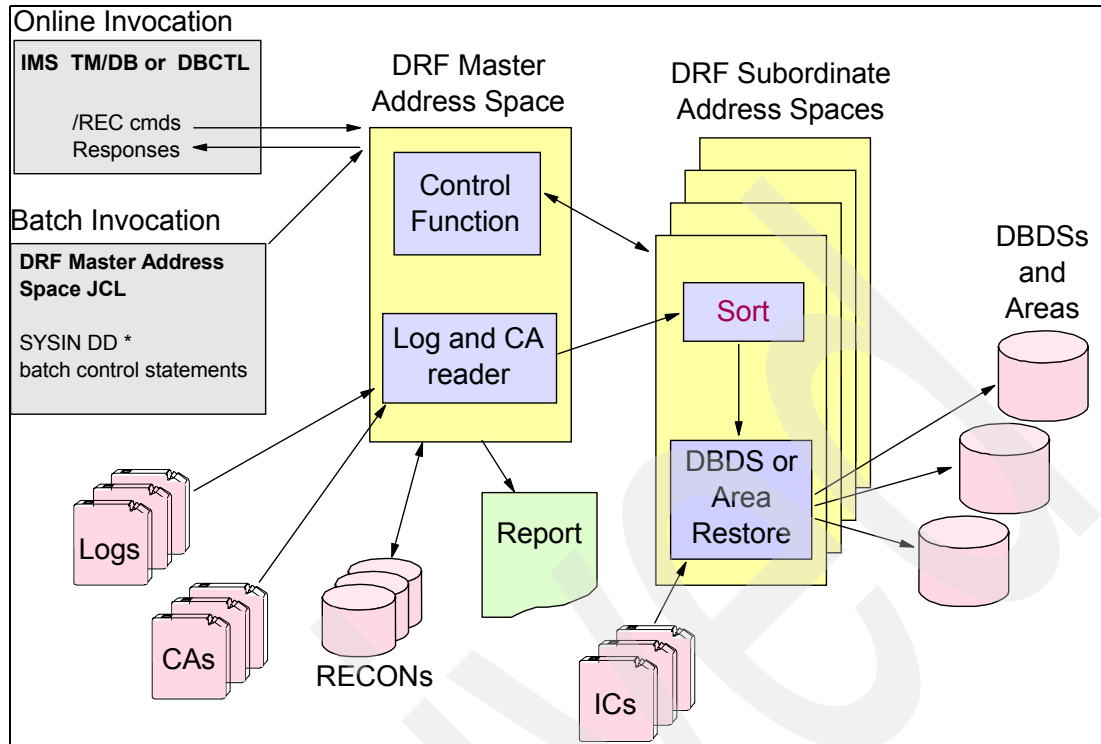 Online Invocation
IMS TM/DB or DBCTL
/REC cmds
Responses
Batch Invocation
DRF Master Address
Space JCL
SYSIN DD *
batch control statements
DRF Master
Address Space
Control
Function
Log and CA
reader
DRF Subordinate
Address Spaces
Sort
DBDS or
Area
Restore
DBDSs
and
Areas
Logs
CAs
RECONs
Report
ICs